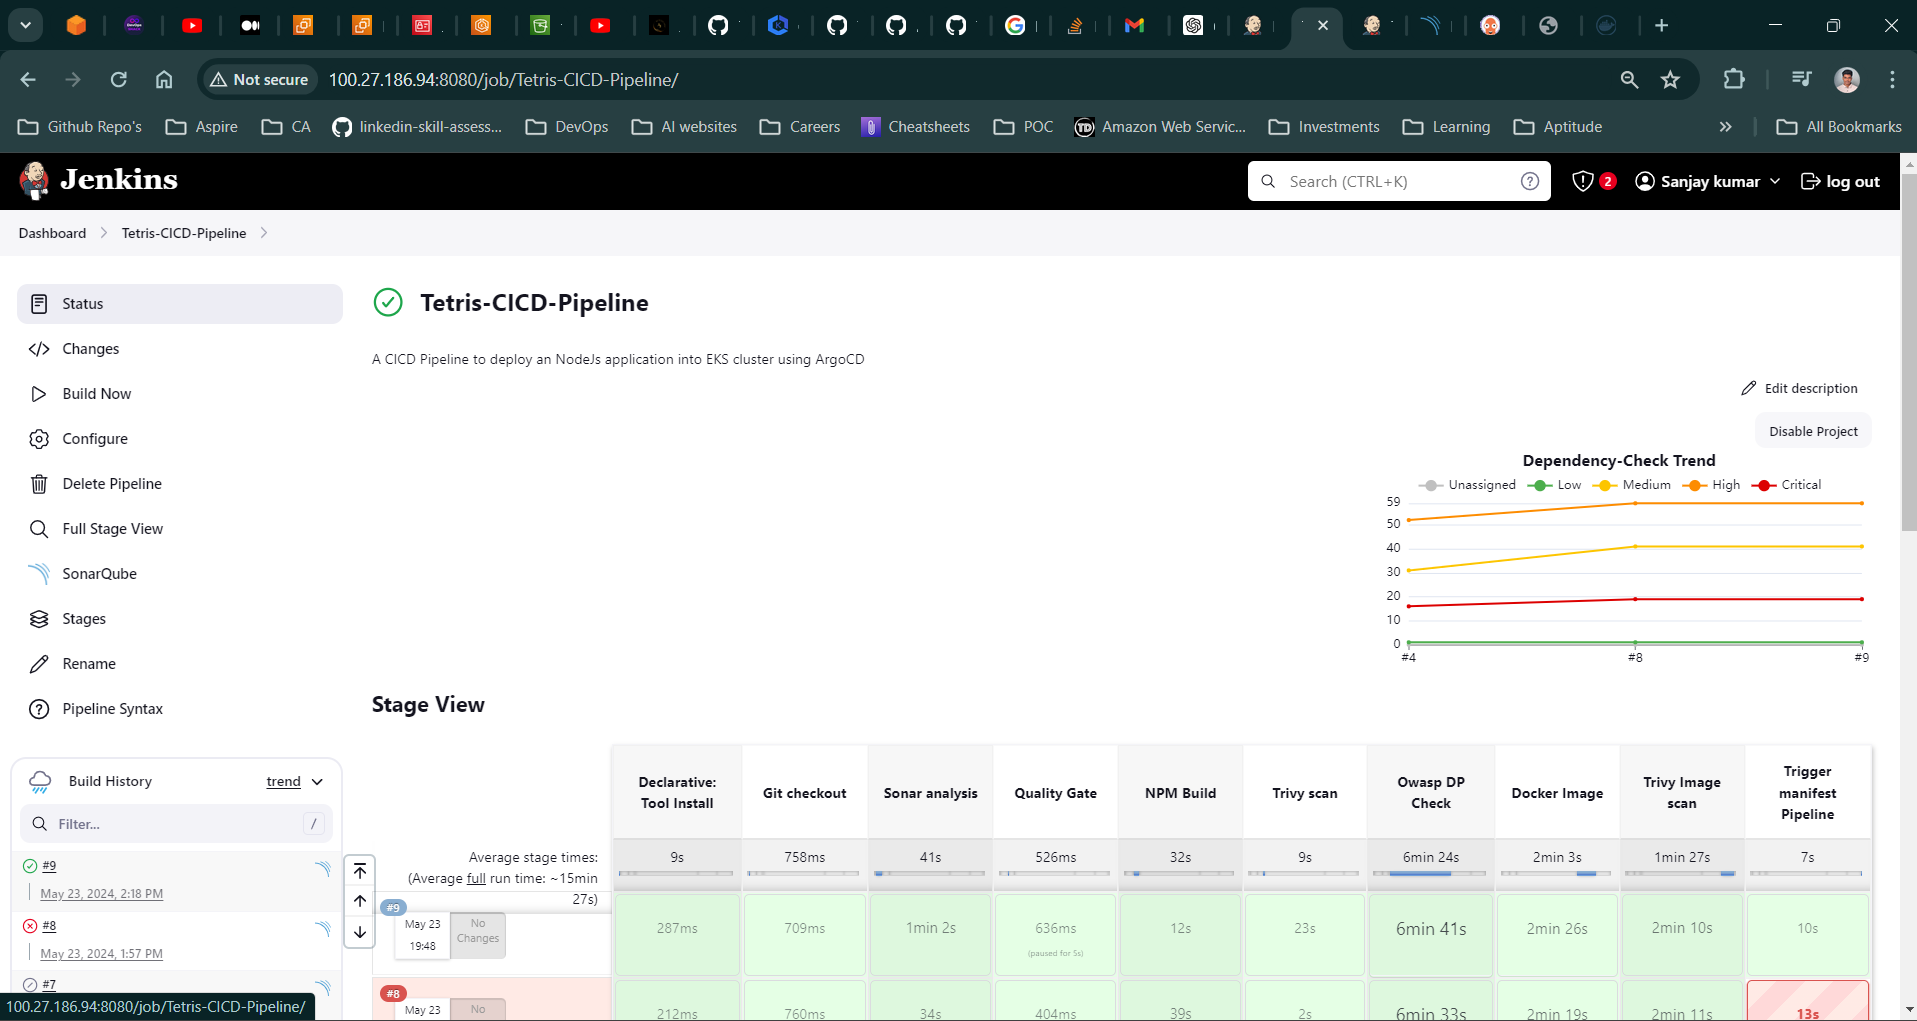 Not secure
100.27.186.94:8080/job/Tetris-CICD-Pipeline/
Github Repo's
Aspire
CA
linkedin-skill-assess...
DevOps
AI websites
Careers
Cheatsheets
POC
TD
Amazon Web Servic...
Investments
Learning
Aptitude
All Bookmarks
Jenkins
Search (CTRL+K)
2
Sanjay kumar
log out
Dashboard
Tetris-CICD-Pipeline
Status
Changes
Build Now
Configure
Delete Pipeline
Full Stage View
SonarQube
Stages
Rename
Pipeline Syntax
Tetris-CICD-Pipeline
A CICD Pipeline to deploy an NodeJs application into EKS cluster using ArgoCD
Edit description
Disable Project
Dependency-Check Trend
Unassigned Low Medium High Critical
59
50
40
30
20
10
0
#4 #8 #9
Stage View
Build History
trend
Filter...
/
#9
May 23, 2024, 2:18 PM
#8
May 23, 2024, 1:57 PM
#7
100.27.186.94:8080/job/Tetris-CICD-Pipeline/
Declarative: Tool Install
Git checkout
Sonar analysis
Quality Gate
NPM Build
Trivy scan
Owasp DP Check
Docker Image
Trivy Image scan
Trigger manifest Pipeline
Average stage times:
(Average full run time: ~15min
27s)
9s 758ms 41s 526ms 32s 9s 6min 24s 2min 3s 1min 27s 7s
#9
May 23
19:48
No
Changes
287ms 709ms 1min 2s 636ms 12s 23s 6min 41s 2min 26s 2min 10s 10s
(paused for 5s)
#8
May 23
No
212ms 760ms 34s 404ms 39s 2s 6min 33s 2min 19s 2min 11s 13s